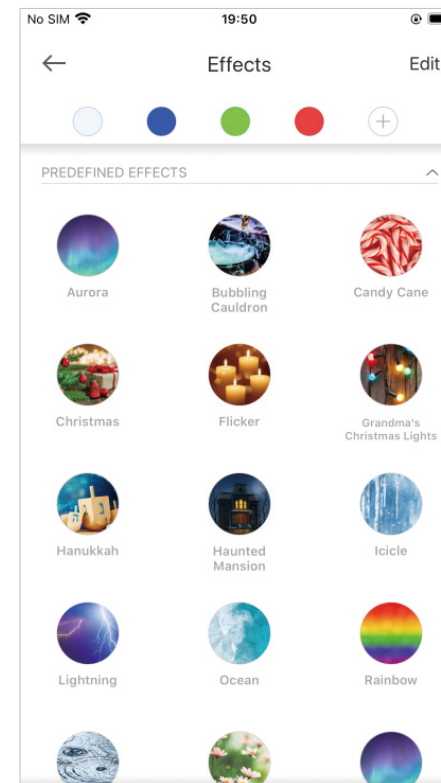 No SIM 19:50
Effects Edit
PREDEFINED EFFECTS
Aurora
Bubbling
Cauldron
Candy Cane
Christmas
Flicker
Grandma's
Christmas Lights
Hanukkah
Haunted
Mansion
Icicle
Lightning
Ocean
Rainbow